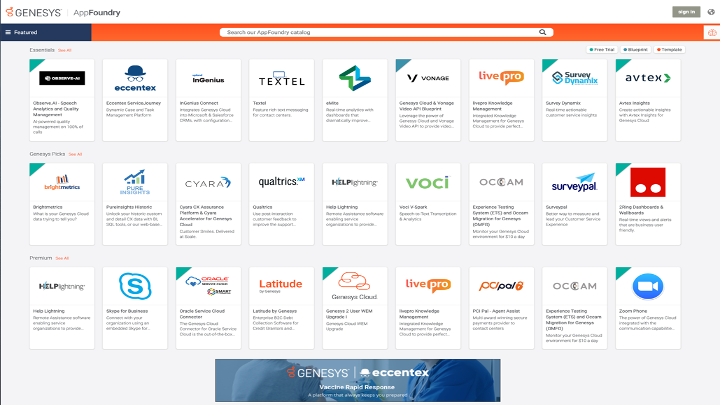 GENESYS | AppFoundry
Sign In
Featured
Search our AppFoundry catalog
Essentials See All
Free Trial Blueprint Template
OBSERVE.AI
eccentex
InGenius
TEXTEL
VONAGE
livepro
Survey Dynamix
avtex
Observe.AI - Speech Analytics and Quality Management
AI powered quality management on 100% of calls
Eccentex ServiceJourney
Dynamic Case and Task Management Platform
InGenius Connect
Integrate Genesys Cloud into Microsoft & Salesforce CRMs, with configuration...
Textel
Feature rich text messaging for contact centers.
eMite
Real-time analytics with dashboards that dramatically improve...
Genesys Cloud & Vonage Video API Blueprint
Leverage the power of Genesys Cloud and Vonage API to provide video...
livepro Knowledge Management
Integrated Knowledge Management for Genesys Cloud to provide perfect...
Survey Dynamix
Real-time actionable customer service insights
Avtex Insights
Create actionable insights with Avtex Insights for Genesys Cloud
Genesys Picks See All
brightmetrics
PURE INSIGHTS
CYARA
qualtrics.XM
HELPlightning
VOCI
OCCAM
surveypal
Brightmetrics
What is your Genesys Cloud data trying to tell you?
PureInsights Historic
Unlock your historic custom and detail CX data with BI, SQL tools, or our web-base...
Cyara CX Assurance Platform & Cyara Accelerator for Genesys Cloud
Customer Smiles, Delivered at Scale
Qualtrics
Use post-interaction customer feedback to improve the support...
Help Lightning
Remote Assistance software enabling service organizations to provide...
Voci V-Spark
Speech-to-Text Transcription & Analytics
Experience Testing System (ETS) and Occam Migration for Genesys (OMFG)
Monitor your Genesys Cloud environment for $10 a day
Surveypal
Better way to measure and lead your Customer Service Experience
2Ring Dashboards & Wallboards
Real time views and alerts that are business user friendly
Premium See All
HELPlightning
ORACLE SERVICE CLOUD
SMART
Latitude
by Genesys
Genesys Cloud
livepro
PCI pal
OCCAM
Help Lightning
Remote Assistance software enabling service organizations to provide...
Skype for Business
Connect with your organization using an embedded Skype for...
Oracle Service Cloud Connector
The Genesys Cloud Connector for Oracle Service Cloud is the out-of-the-box...
Latitude by Genesys
Enterprise B2C Debt Collection Software for Credit Grantors and...
Genesys 2 User WEM Upgrade I
Genesys Cloud WEM Upgrade
livepro Knowledge Management
Integrated Knowledge Management for Genesys Cloud to provide perfect...
PCI Pal - Agent Assist
Multi award-winning secure payments provider to contact centers
Experience Testing System (ETS) and Occam Migration for Genesys (OMFG)
Monitor your Genesys Cloud environment for $10 a day
Zoom Phone
The power of Genesys Cloud integrated with the communication capabilitie...
GENESYS | eccentex
Vaccine Rapid Response
A platform that always keeps you prepared